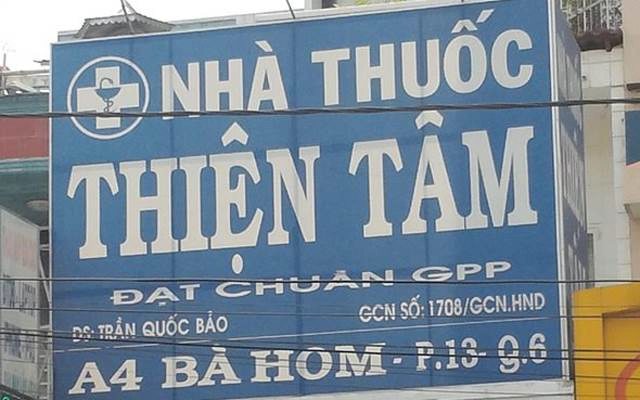 NHÀ THUỐC
THIỆN TÂM
ĐẠT CHUẨN GPP
DS: TRẦN QUỐC BẢO
GCN SỐ: 1708/GCN.HND
A4 BÀ HOM - P.13- Q.6